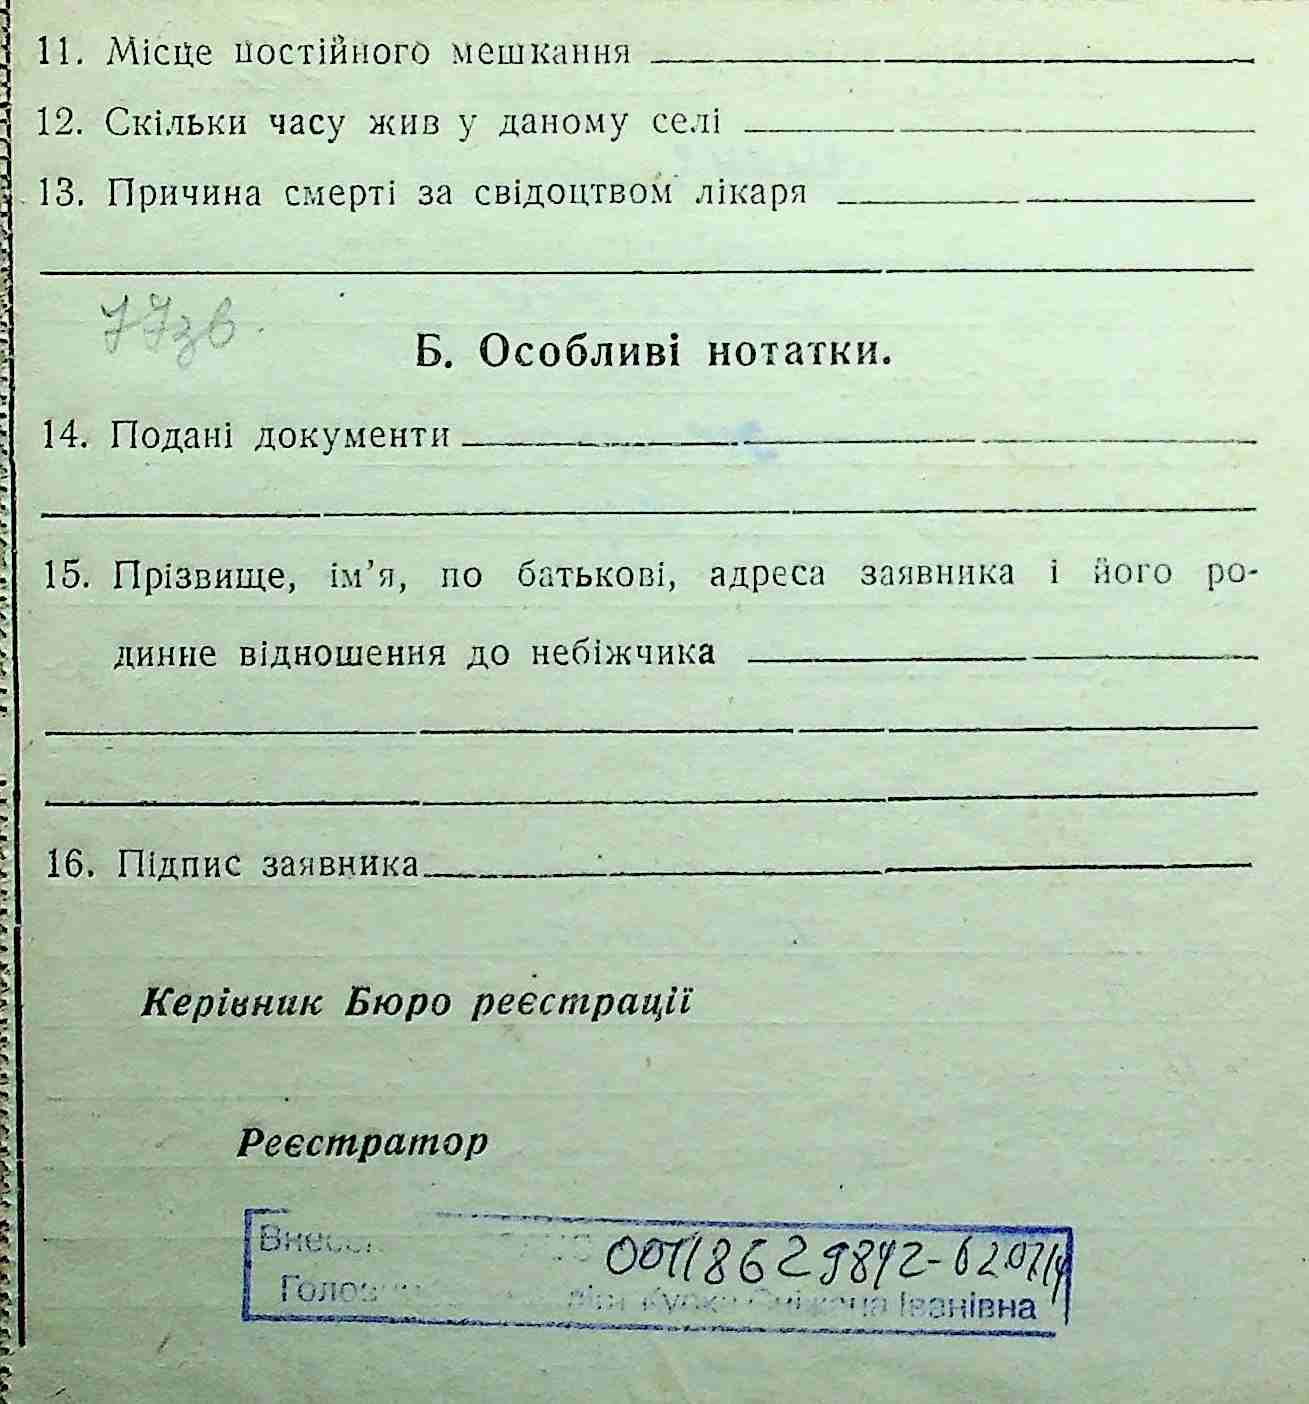 11. Місце постійного мешкання
12. Скільки часу жив у даному селі
13. Причина смерті за свідоцтвом лікаря
77зв.
Б. Особливі нотатки.
14. Подані документи
15. Прізвище, ім’я, по батькові, адреса заявника і його ро-
динне відношення до небіжчика
16. Підпис заявника
Керівник Бюро реєстрації
Реєстратор
Іванівна